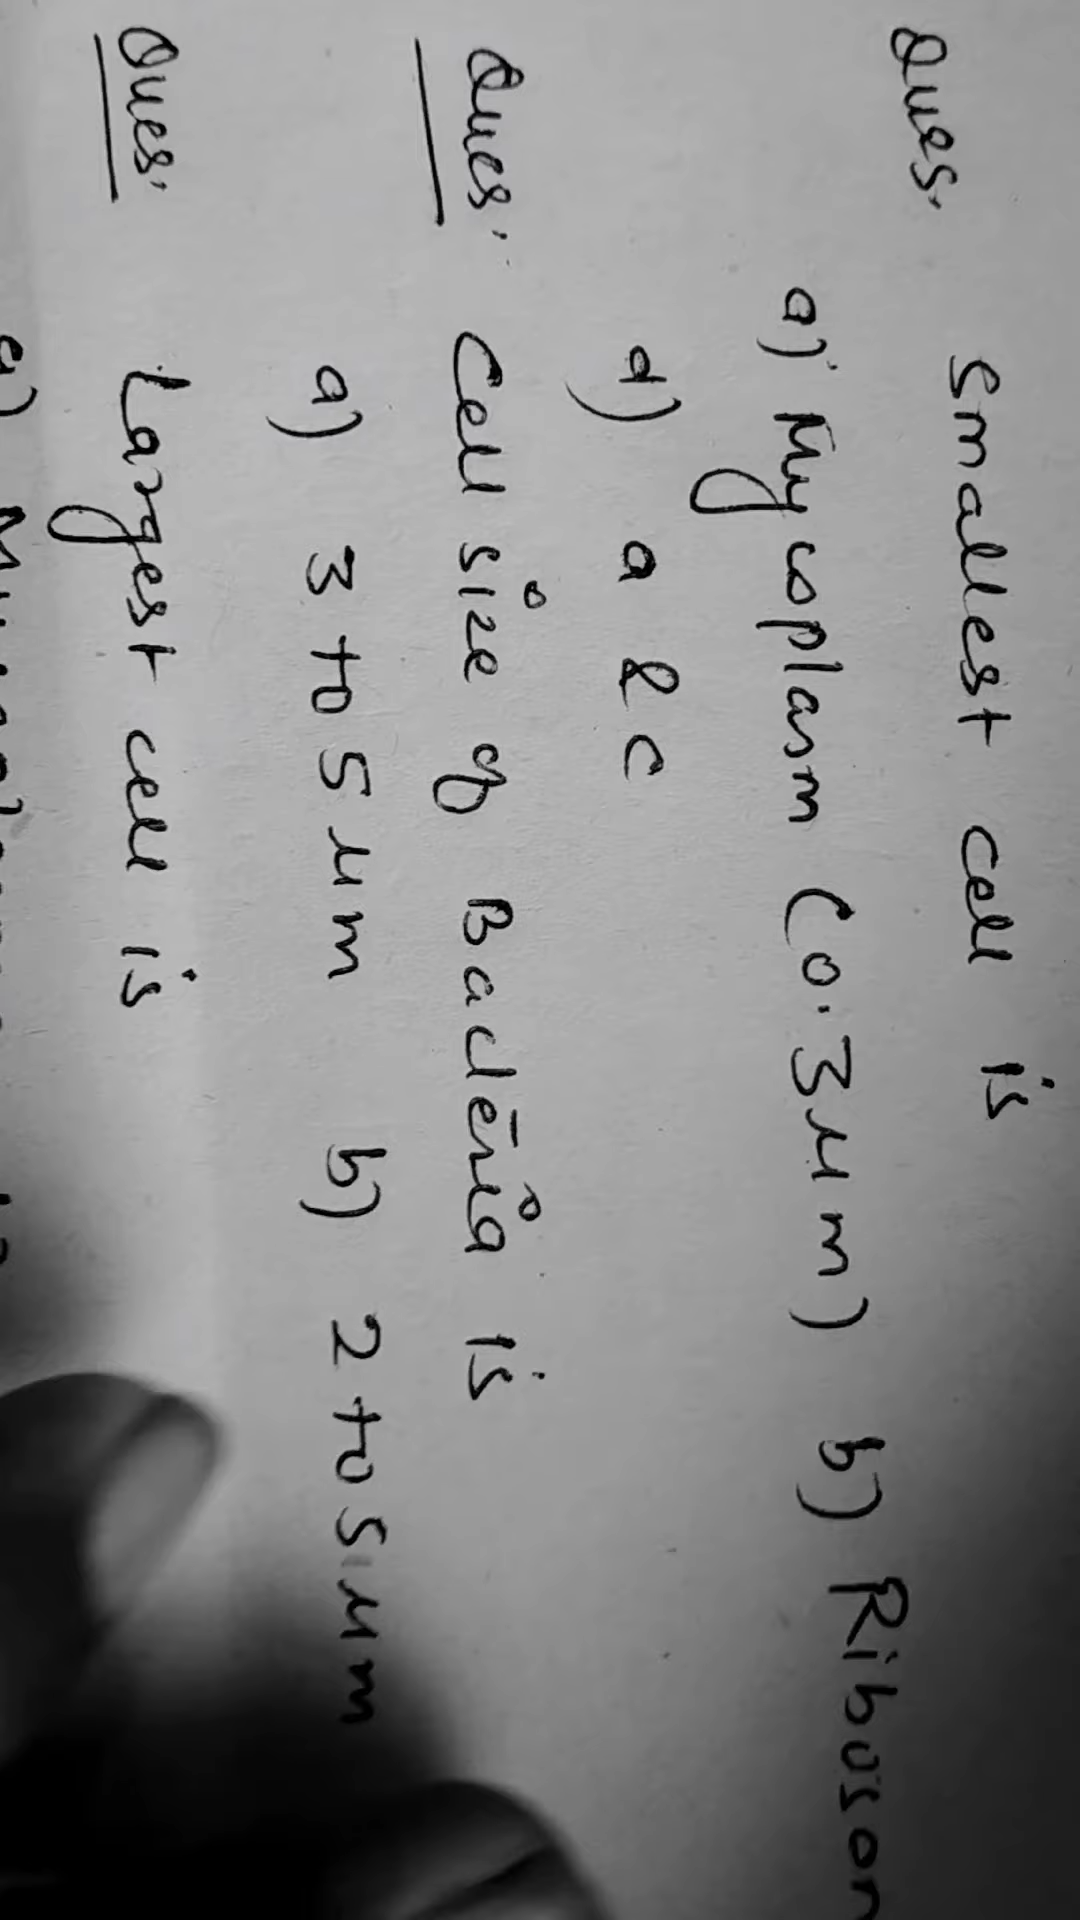 Ques. Smallest cell is
a) Mycoplasm (0.3 μm) b)
d) a & c
Ques. Cell size of Bacteria is
a) 3 to 5 μm b) 2 to 5 μm
Ques. Largest cell is
a)